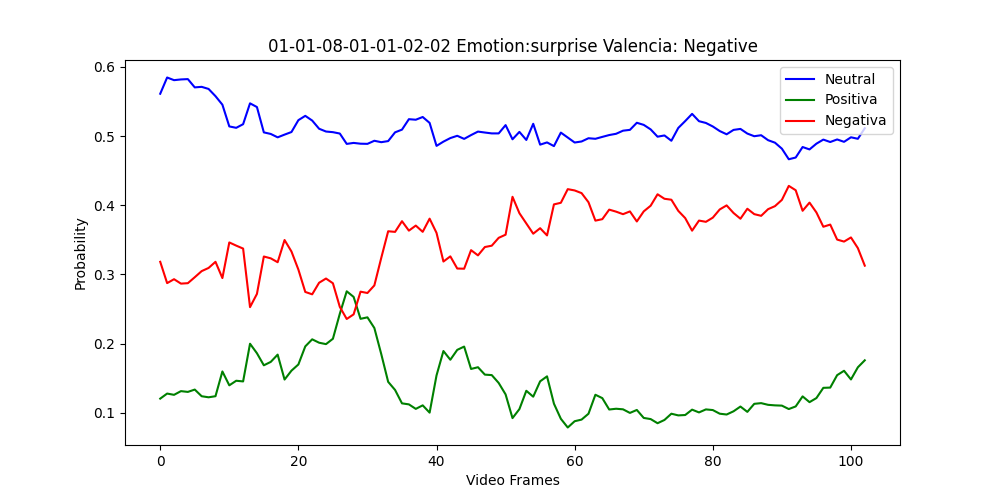 01-01-08-01-01-02-02 Emotion:surprise Valencia: Negative
Neutral
Positiva
Negativa
Probability
0.6
0.5
0.4
0.3
0.2
0.1
0
20
40
60
80
100
Video Frames